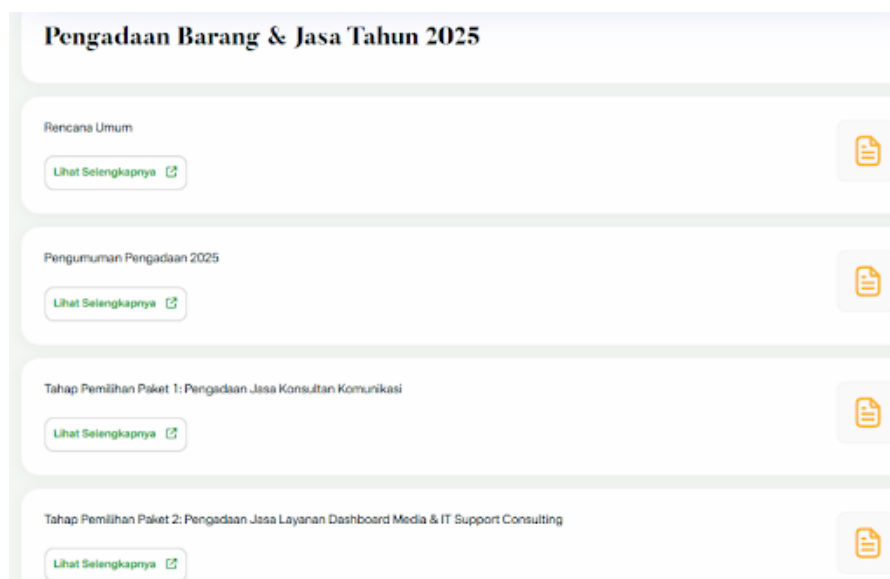 Pengadaan Barang & Jasa Tahun 2025
Rencana Umum
Lihat Selengkapnya
Pengumuman Pengadaan 2025
Lihat Selengkapnya
Tahap Pemilihan Paket 1: Pengadaan Jasa Konsultan Komunikasi
Lihat Selengkapnya
Tahap Pemilihan Paket 2: Pengadaan Jasa Layanan Dashboard Media & IT Support Consulting
Lihat Selengkapnya